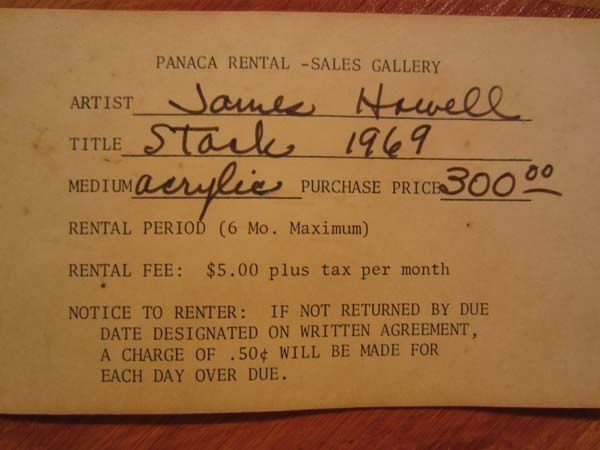 PANACA RENTAL -SALES GALLERY
ARTIST James Howell
TITLE Stack 1969
MEDIUM acrylic PURCHASE PRICE 300 00
RENTAL PERIOD (6 Mo. Maximum)
RENTAL FEE: $5.00 plus tax per month
NOTICE TO RENTER: IF NOT RETURNED BY DUE
DATE DESIGNATED ON WRITTEN AGREEMENT,
A CHARGE OF .50¢ WILL BE MADE FOR
EACH DAY OVER DUE.